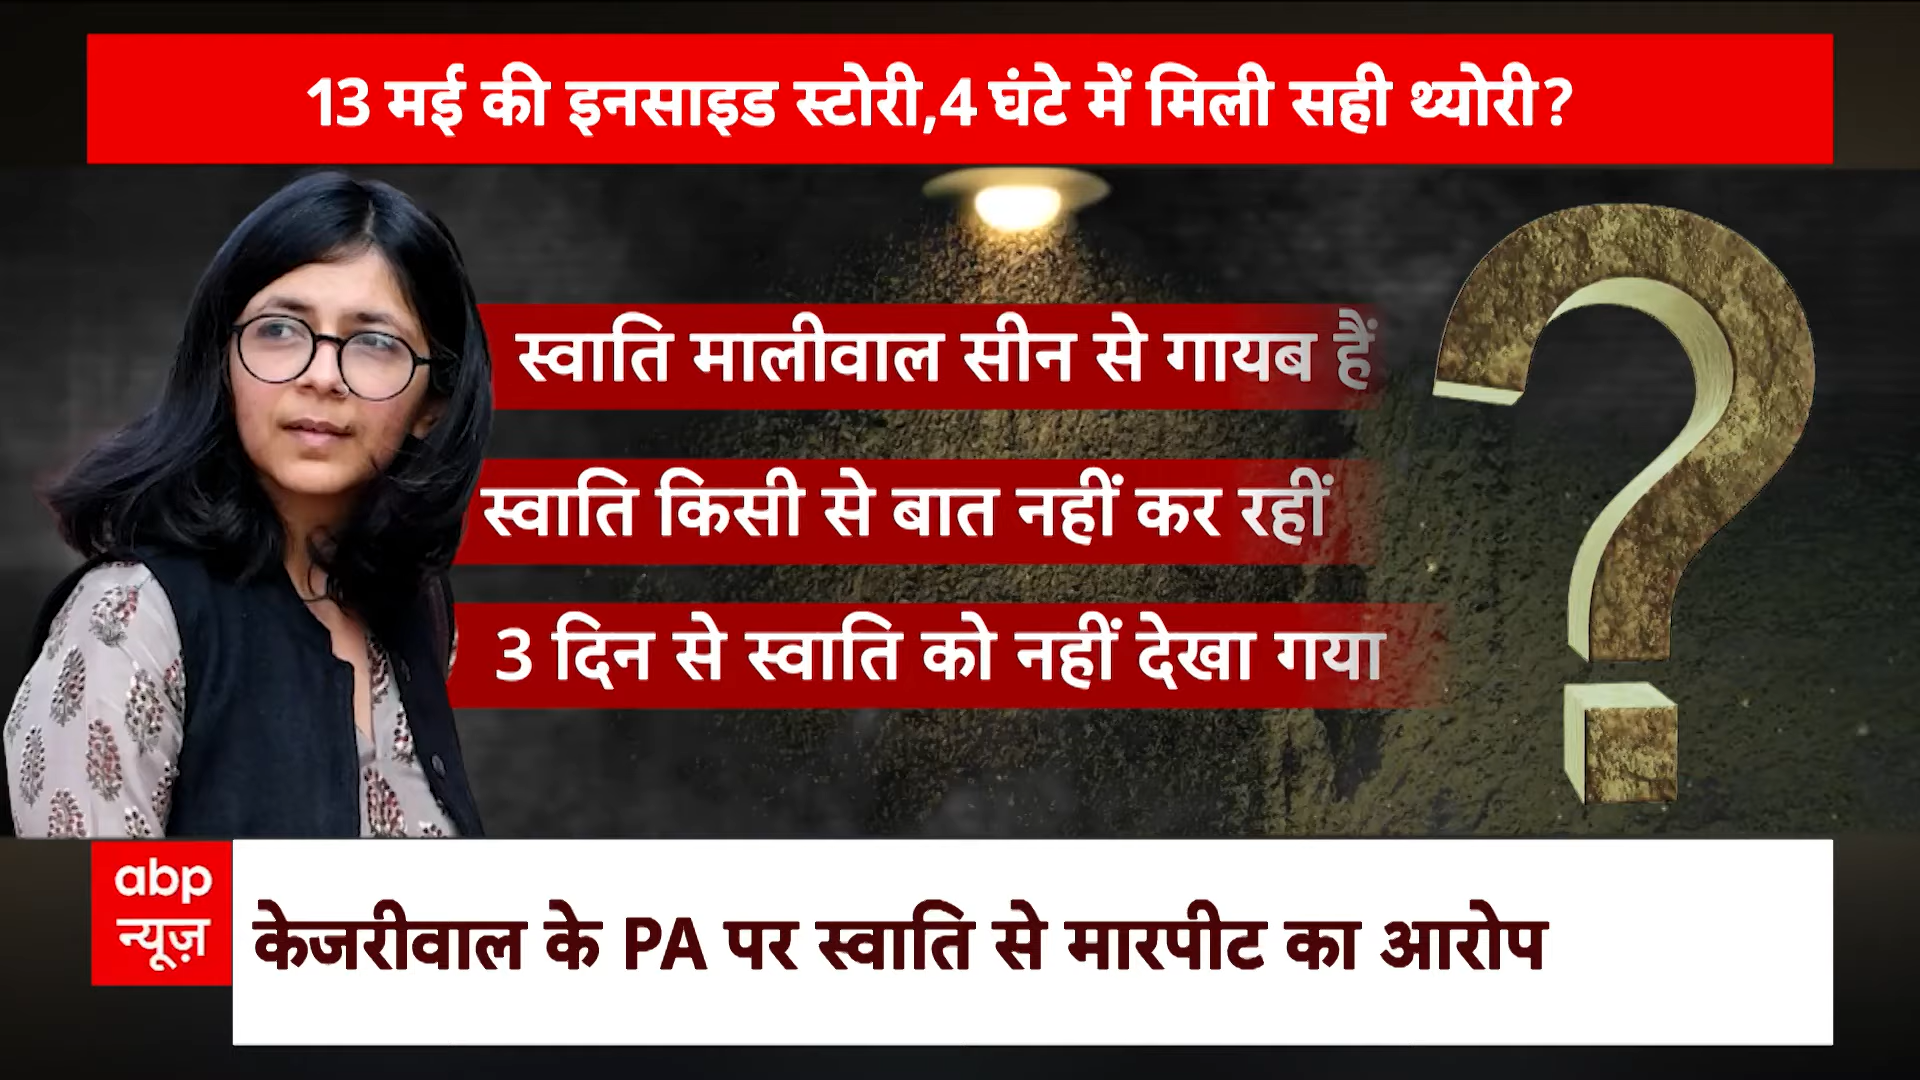 13 मई की इनसाइड स्टोरी,4 घंटे में मिली सही थ्योरी?
स्वाति मालीवाल सीन से गायब हैं
स्वाति किसी से बात नहीं कर रहीं
3 दिन से स्वाति को नहीं देखा गया
abp
न्यूज़
केजरीवाल के PA पर स्वाति से मारपीट का आरोप